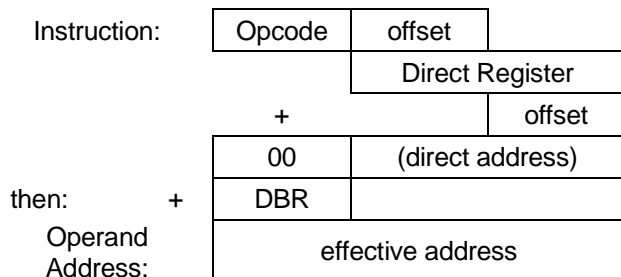 Instruction: Opcode offset
Direct Register
+ offset
00 (direct address)
then: + DBR
Operand
Address:
effective address